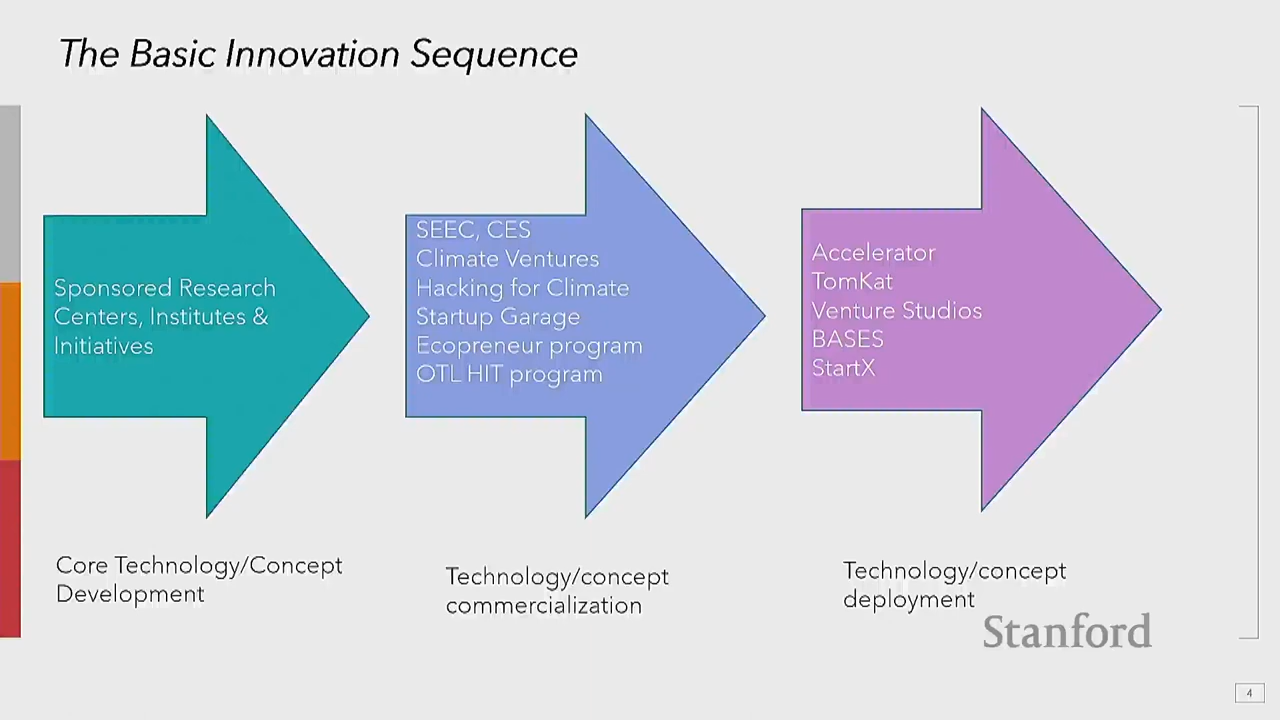 The Basic Innovation Sequence
Sponsored Research
Centers, Institutes &
Initiatives
SEEC, CES
Climate Ventures
Hacking for Climate
Startup Garage
Ecopreneur program
OTL HIT program
Accelerator
TomKat
Venture Studios
BASES
StartX
Core Technology/Concept
Development
Technology/concept
commercialization
Technology/concept
deployment
Stanford
4